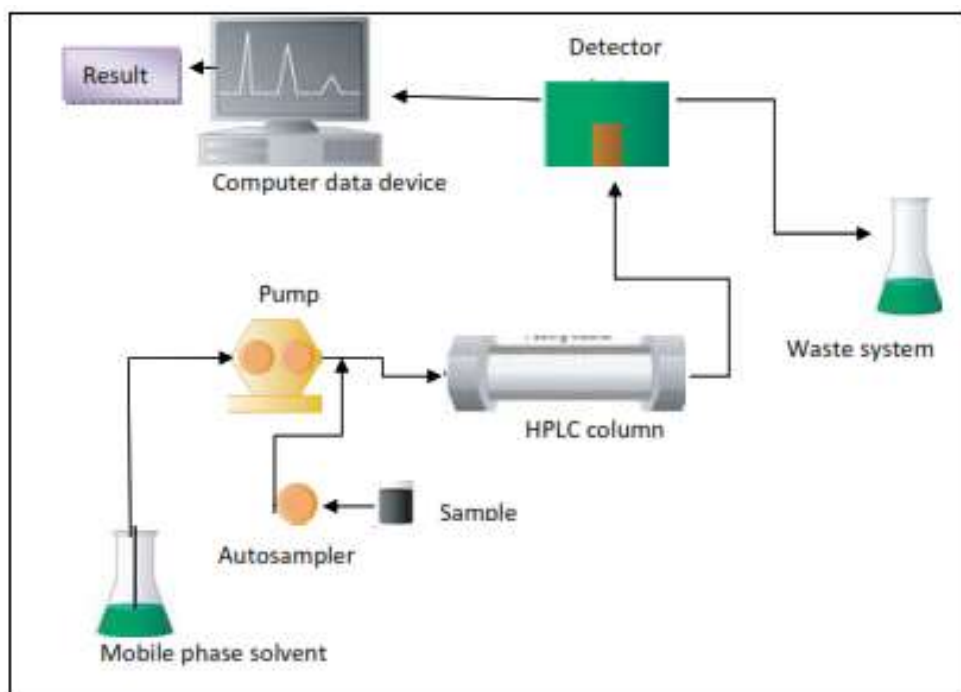 Detector
Result
Computer data device
Pump
Waste system
HPLC column
Sample
Autosampler
Mobile phase solvent